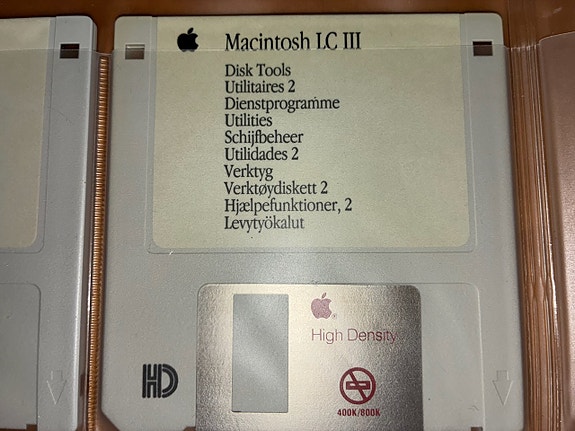 Macintosh LC III
Disk Tools
Utilitaires 2
Dienstprogramme
Utilities
Schijfbeheer
Utilidades 2
Verktyg
Verktøydiskett 2
Hjælpefunktioner, 2
Levytyökalut
High Density
HD
400K/800K